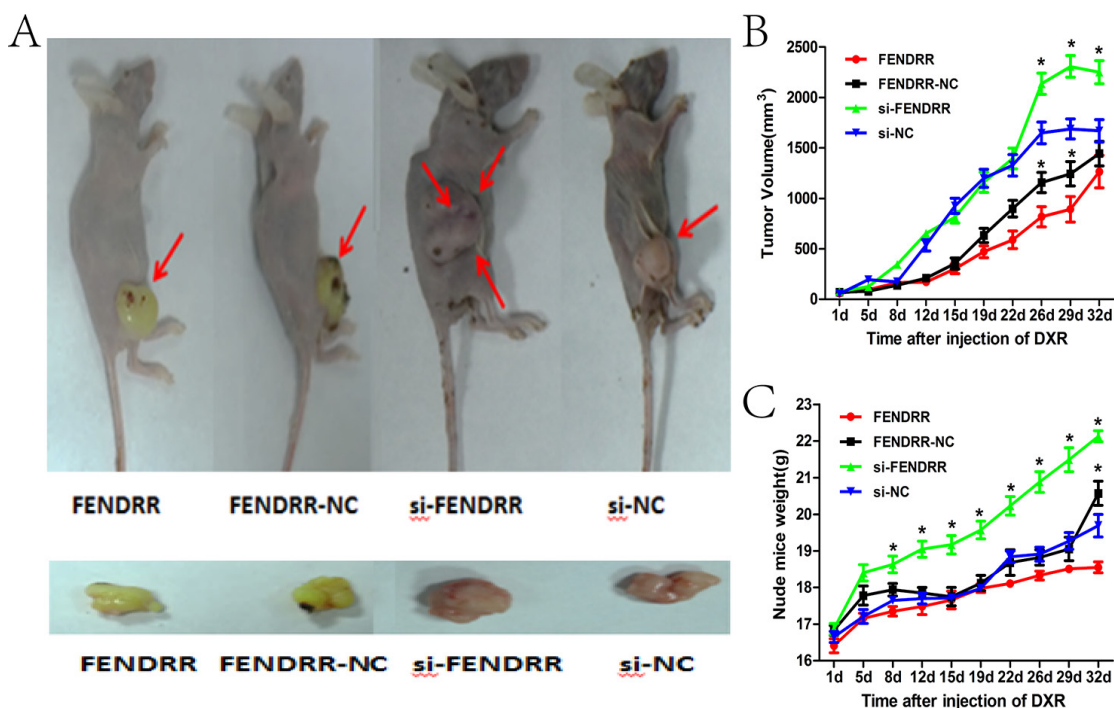 A
FENDRR FENDRR-NC si-FENDRR si-NC
FENDRR FENDRR-NC si-FENDRR si-NC
B
FENDRR
FENDRR-NC
si-FENDRR
si-NC
Tumor Volume(mm³)
2500
2000
1500
1000
500
0
* * *
* *
1d 5d 8d 12d 15d 19d 22d 26d 29d 32d
Time after injection of DXR
C
FENDRR
FENDRR-NC
si-FENDRR
si-NC
Nude mice weight(g)
23
22
21
20
19
18
17
16
* * * * * * * *
*
1d 5d 8d 12d 15d 19d 22d 26d 29d 32d
Time after injection of DXR